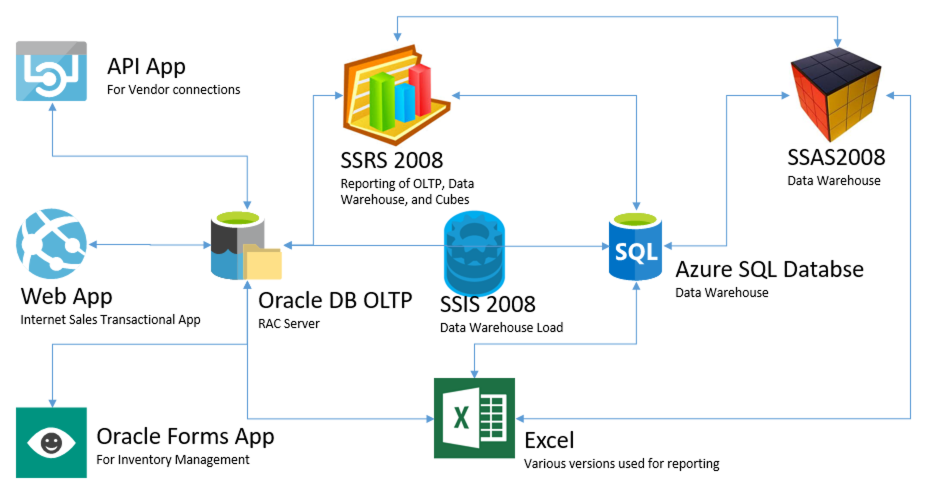 API App
For Vendor connections
SSRS 2008
Reporting of OLTP, Data
Warehouse, and Cubes
SSAS2008
Data Warehouse
Web App
Internet Sales Transactional App
Oracle DB OLTP
RAC Server
SSIS 2008
Data Warehouse Load
SQL
Azure SQL Databse
Data Warehouse
Oracle Forms App
For Inventory Management
X
Excel
Various versions used for reporting